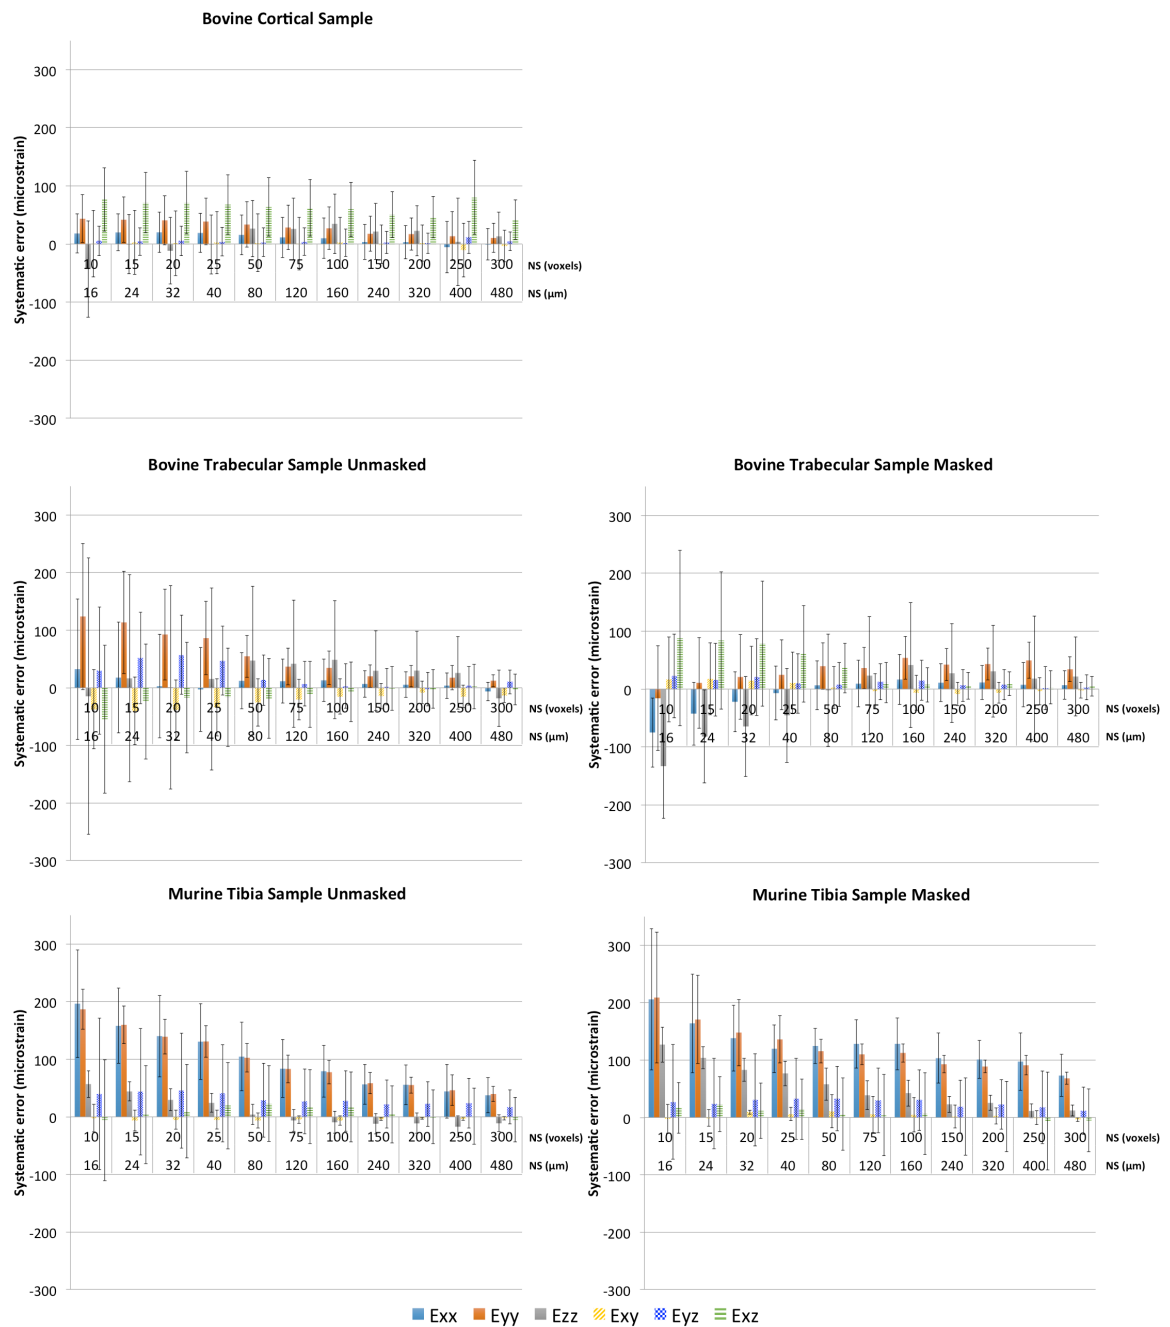 Bovine Cortical Sample
Systematic error (microstrain)
300
200
100
0
-100
-200
-300
10 15 20 25 50 75 100 150 200 250 300 NS (voxels)
16 24 32 40 80 120 160 240 320 400 480 NS (µm)
Bovine Trabecular Sample Unmasked
Systematic error (microstrain)
300
200
100
0
-100
-200
-300
10 15 20 25 50 75 100 150 200 250 300 NS (voxels)
16 24 32 40 80 120 160 240 320 400 480 NS (µm)
Bovine Trabecular Sample Masked
Systematic error (microstrain)
300
200
100
0
-100
-200
-300
10 15 20 25 50 75 100 150 200 250 300 NS (voxels)
16 24 32 40 80 120 160 240 320 400 480 NS (µm)
Murine Tibia Sample Unmasked
Systematic error (microstrain)
300
200
100
0
-100
-200
-300
10 15 20 25 50 75 100 150 200 250 300 NS (voxels)
16 24 32 40 80 120 160 240 320 400 480 NS (µm)
Murine Tibia Sample Masked
Systematic error (microstrain)
300
200
100
0
-100
-200
-300
10 15 20 25 50 75 100 150 200 250 300 NS (voxels)
16 24 32 40 80 120 160 240 320 400 480 NS (µm)
Exx Eyy Ezz Exy Eyz Exz